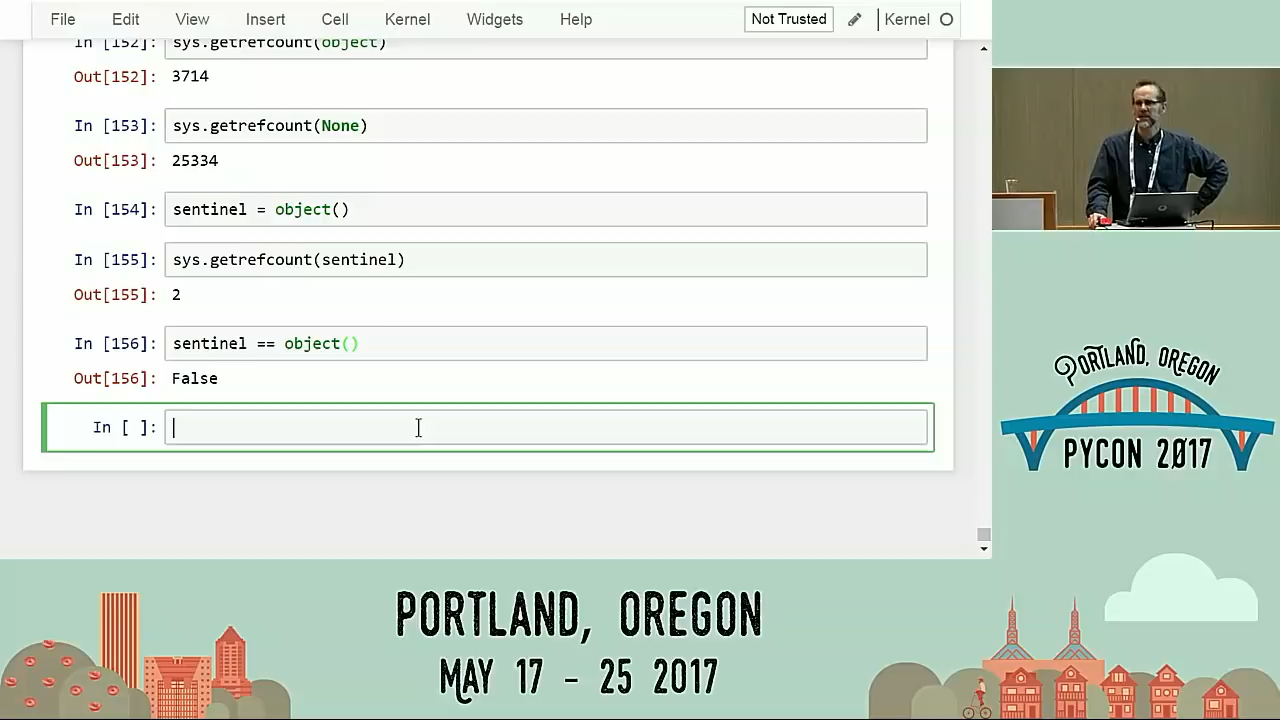 File Edit View Insert Cell Kernel Widgets Help Not Trusted Kernel
In [152]: sys.getrefcount(object)
Out[152]: 3714
In [153]: sys.getrefcount(None)
Out[153]: 25334
In [154]: sentinel = object()
In [155]: sys.getrefcount(sentinel)
Out[155]: 2
In [156]: sentinel == object()
Out[156]: False
In [ ]:
PORTLAND, OREGON
PYCON 2017
PORTLAND, OREGON
MAY 17 - 25 2017